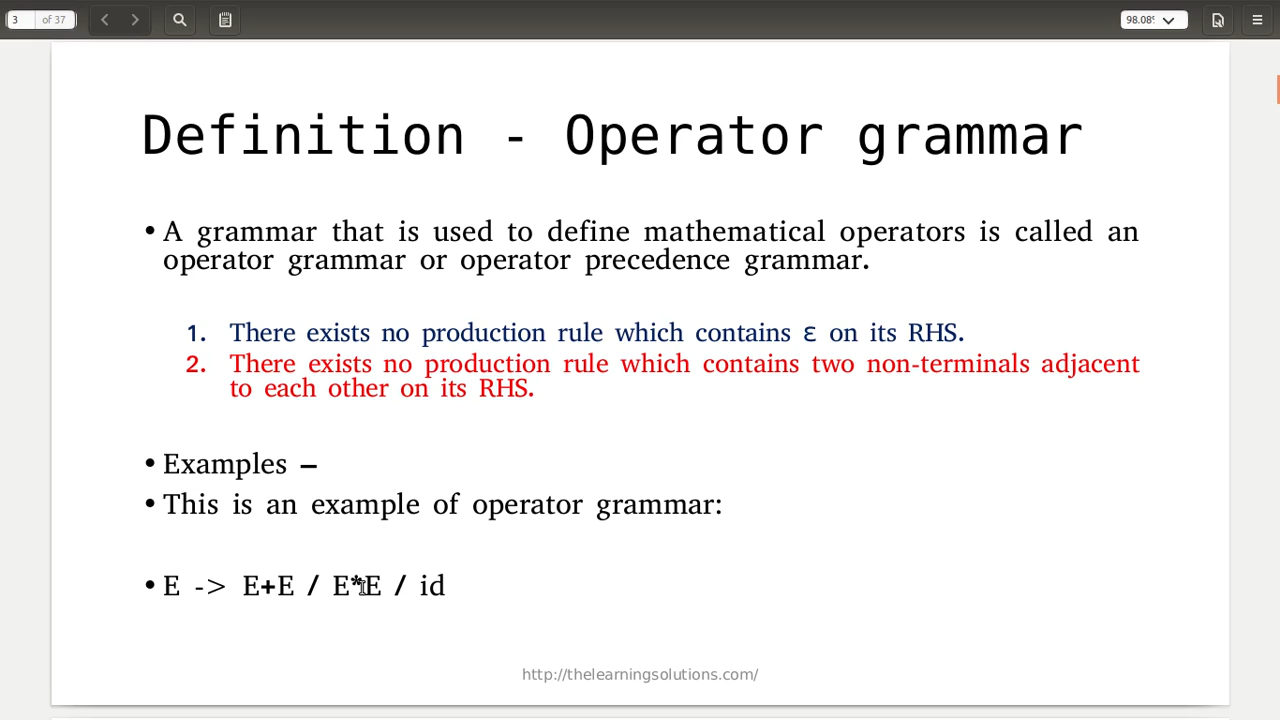 3 of 37
98.08%
Definition - Operator grammar
• A grammar that is used to define mathematical operators is called an
operator grammar or operator precedence grammar.
1. There exists no production rule which contains ε on its RHS.
2. There exists no production rule which contains two non-terminals adjacent
to each other on its RHS.
• Examples –
• This is an example of operator grammar:
• E -> E+E / E*E / id
http://thelearningsolutions.com/